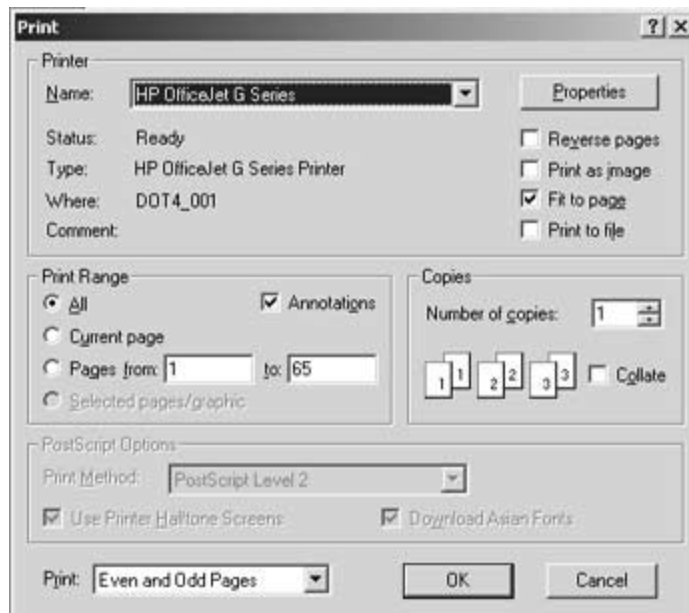 Print
Printer
Name: HP OfficeJet G Series Properties
Status: Ready Reverse pages
Type: HP OfficeJet G Series Printer Print as image
Where: DOT4_001 Fit to page
Comment: Print to file
Print Range
All Annotations
Current page
Pages from: 1 to: 65
Selected pages/graphic
Copies
Number of copies: 1
1 1 2 2 3 3 Collate
PostScript Options
Print Method: PostScript Level 2
Use Printer Halftone Screens Download Asian Fonts
Print: Even and Odd Pages OK Cancel